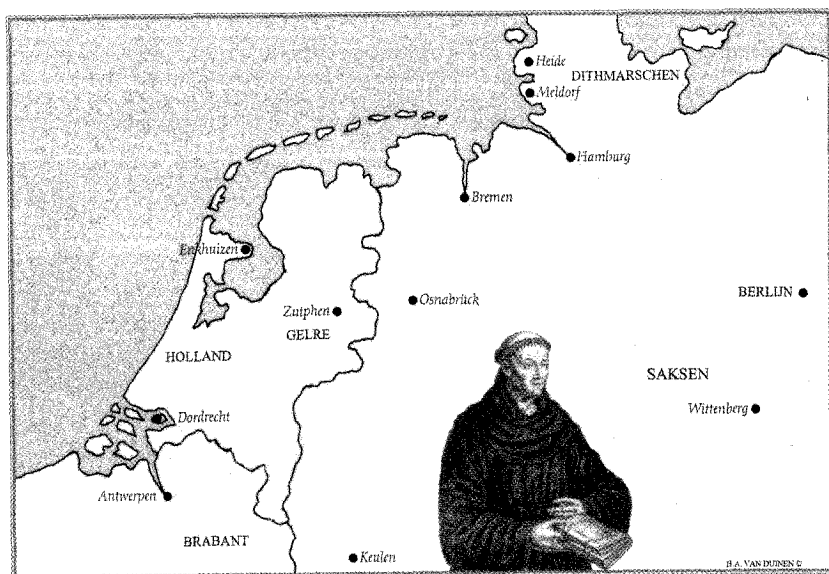 Heide
DITHMARSCHEN
Meldorf
Hamburg
Bremen
Enkhuizen
BERLIJN
Osnabrück
Zutphen
GELRE
HOLLAND
SAKSEN
Wittenberg
Dordrecht
Antwerpen
BRABANT
Keulen
H.A. VAN DUINEN ©